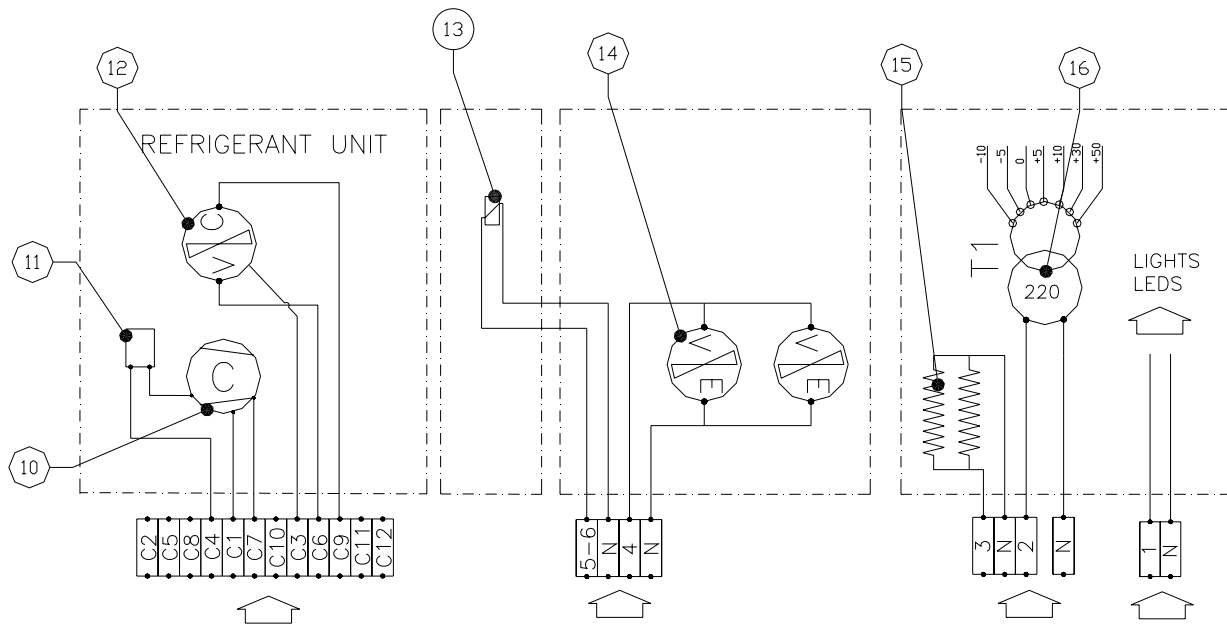 13
12
14
15
16
REFRIGERANT UNIT
-10
-5
0
+5
+10
+30
+50
C
V
T1
11
LIGHTS
LEDS
220
V
E
V
E
C
10
C2
C5
C8
C4
C1
C7
C10
C3
C6
C9
C11
C12
5-6
N
4
N
3
N
2
N
1
N